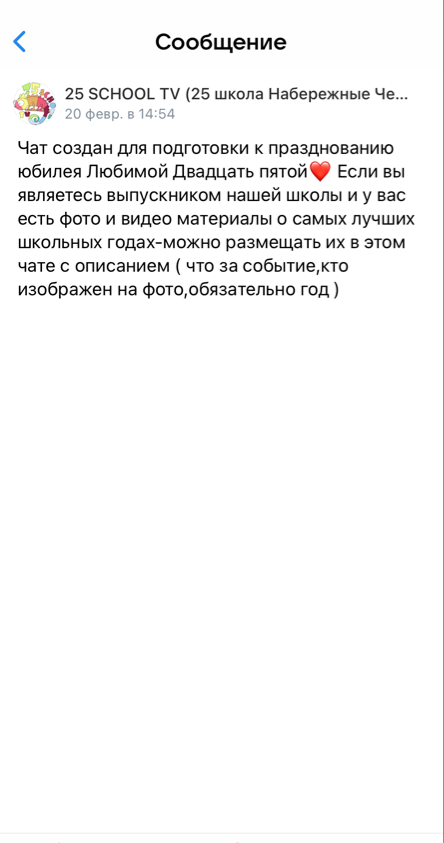 Сообщение
25 SCHOOL TV (25 школа Набережные Че...
20 февр. в 14:54
Чат создан для подготовки к празднованию
юбилея Любимой Двадцать пятой❤️ Если вы
являетесь выпускником нашей школы и у вас
есть фото и видео материалы о самых лучших
школьных годах-можно размещать их в этом
чате с описанием ( что за событие,кто
изображен на фото,обязательно год )